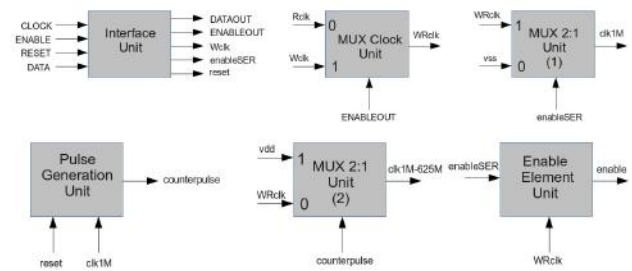 CLOCK
ENABLE
RESET
DATA
Interface
Unit
DATAOUT
ENABLEOUT
Wclk
enableSER
reset
Rclk
0
Wclk
1
MUX Clock
Unit
WRclk
ENABLEOUT
WRclk
1
vss
0
MUX 2:1
Unit
(1)
clk1M
enableSER
Pulse
Generation
Unit
counterpulse
reset
clk1M
vdd
1
WRclk
0
MUX 2:1
Unit
(2)
clk1M-625M
counterpulse
enableSER
Enable
Element
Unit
enable
WRclk